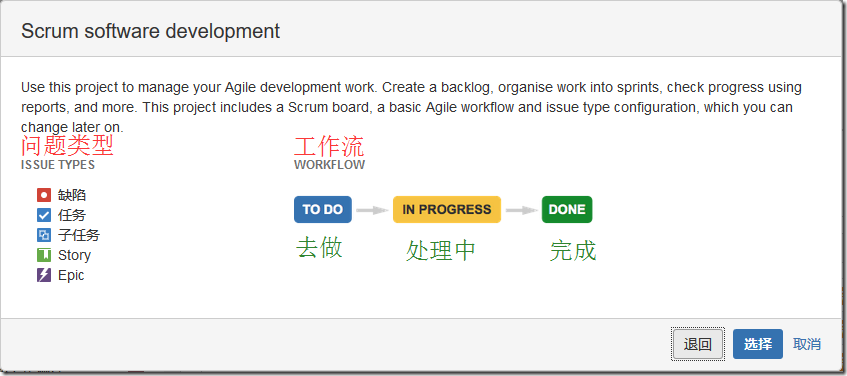 Scrum software development
Use this project to manage your Agile development work. Create a backlog, organise work into sprints, check progress using
reports, and more. This project includes a Scrum board, a basic Agile workflow and issue type configuration, which you can
change later on.
问题类型
ISSUE TYPES
缺陷
任务
子任务
Story
Epic
工作流
WORKFLOW
TO DO
IN PROGRESS
DONE
去做
处理中
完成
退回
选择
取消